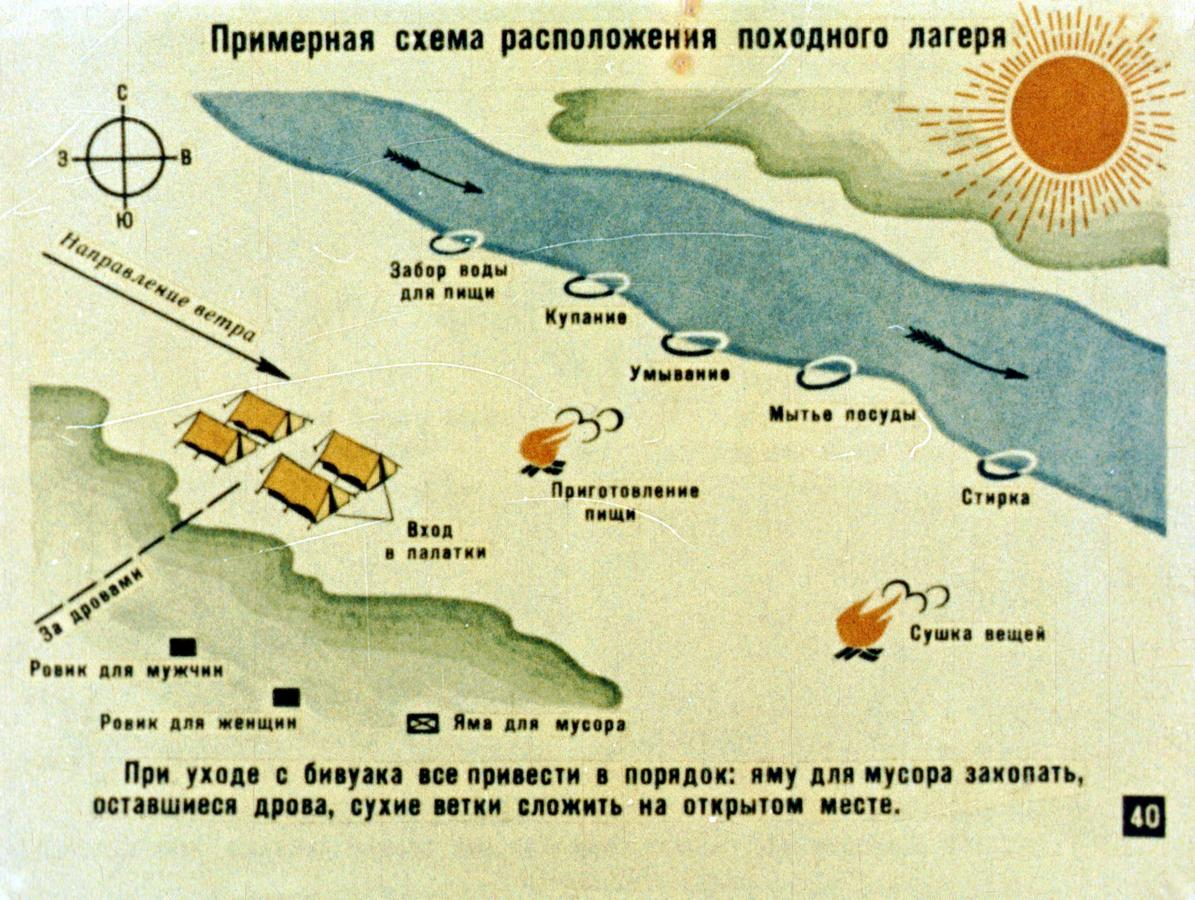 Примерная схема расположения походного лагеря
С
З
В
Ю
Направление ветра
Забор воды
для пищи
Купание
Умывание
Мытье посуды
Стирка
Приготовление
пищи
Вход
в палатки
За дровами
Сушка вещей
Ровик для мужчин
Ровик для женщин
Яма для мусора
При уходе с бивуака все привести в порядок: яму для мусора закопать,
оставшиеся дрова, сухие ветки сложить на открытом месте.
40